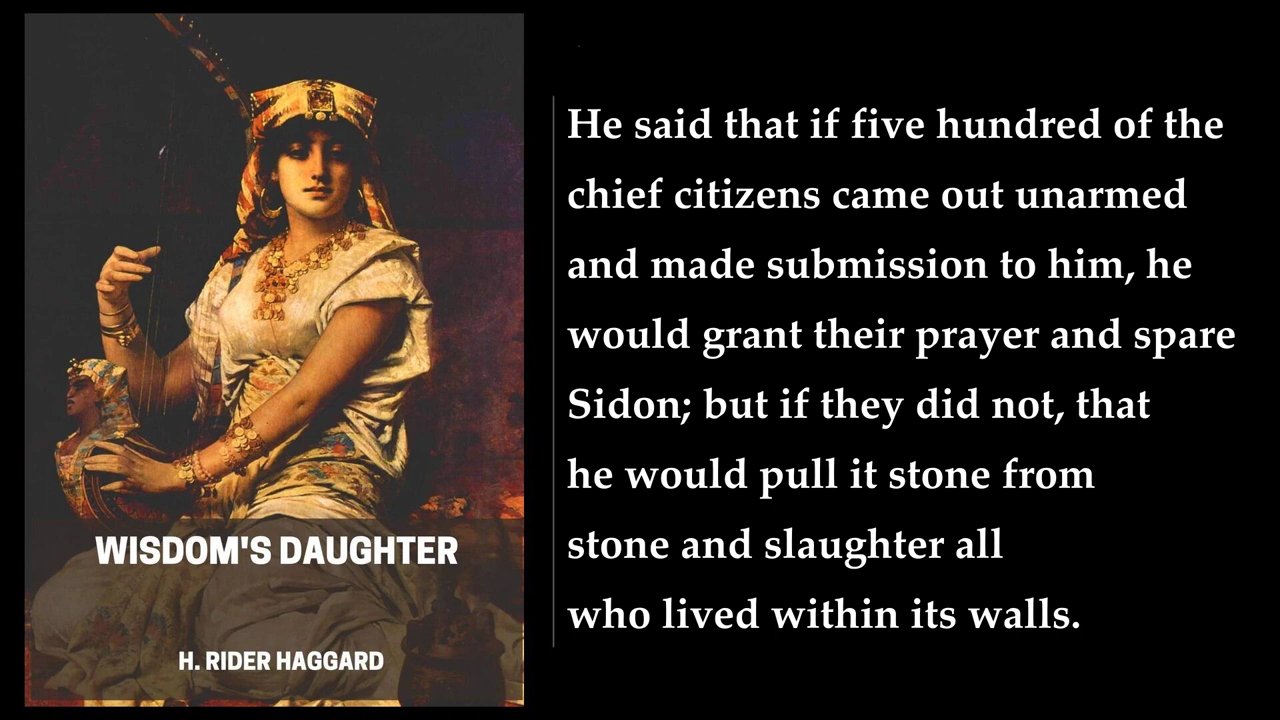 WISDOM'S DAUGHTER
H. RIDER HAGGARD
He said that if five hundred of the
chief citizens came out unarmed
and made submission to him, he
would grant their prayer and spare
Sidon; but if they did not, that
he would pull it stone from
stone and slaughter all
who lived within its walls.